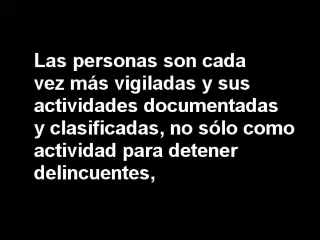 Las personas son cada
vez más vigiladas y sus
actividades documentadas
y clasificadas, no sólo como
actividad para detener
delincuentes,